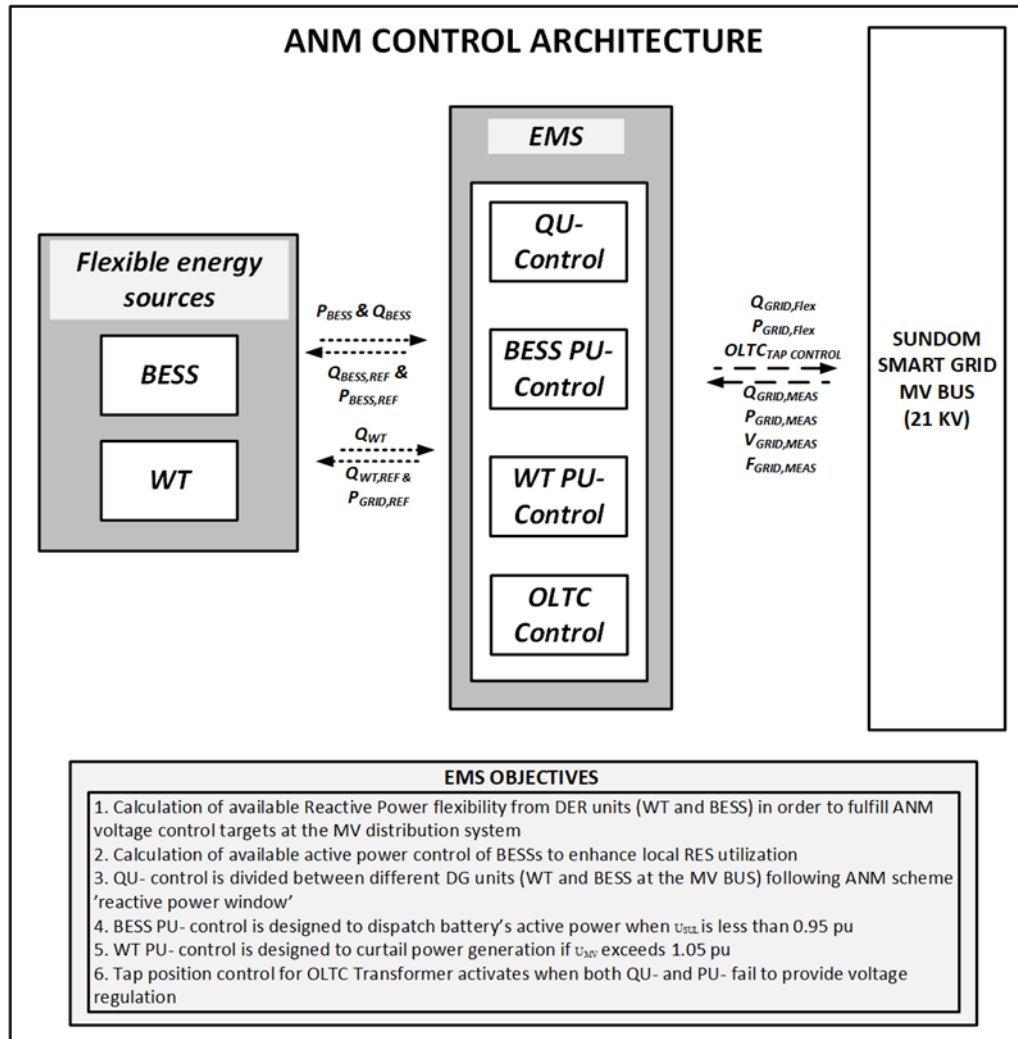 ANM CONTROL ARCHITECTURE
Flexible energy
sources
BESS
WT
P_BESS & Q_BESS
Q_BESS,REF &
P_BESS,REF
Q_WT
Q_WT,REF &
P_GRID,REF
EMS
QU-
Control
BESS PU-
Control
WT PU-
Control
OLTC
Control
Q_GRID,Flex
P_GRID,Flex
OLTC_TAP CONTROL
Q_GRID,MEAS
P_GRID,MEAS
V_GRID,MEAS
F_GRID,MEAS
SUNDOM
SMART GRID
MV BUS
(21 KV)
EMS OBJECTIVES
1. Calculation of available Reactive Power flexibility from DER units (WT and BESS) in order to fulfill ANM
voltage control targets at the MV distribution system
2. Calculation of available active power control of BESSs to enhance local RES utilization
3. QU- control is divided between different DG units (WT and BESS at the MV BUS) following ANM scheme
'reactive power window'
4. BESS PU- control is designed to dispatch battery's active power when U_SUL is less than 0.95 pu
5. WT PU- control is designed to curtail power generation if U_MV exceeds 1.05 pu
6. Tap position control for OLTC Transformer activates when both QU- and PU- fail to provide voltage
regulation